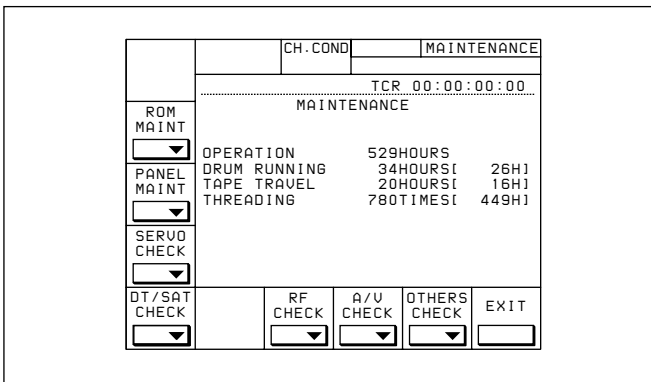 CH.COND MAINTENANCE
TCR 00:00:00:00
MAINTENANCE
ROM
MAINT
OPERATION 529HOURS
DRUM RUNNING 34HOURS[ 26H]
TAPE TRAVEL 20HOURS[ 16H]
THREADING 780TIMES[ 449H]
PANEL
MAINT
SERVO
CHECK
DT/SAT
CHECK
RF
CHECK
A/V
CHECK
OTHERS
CHECK
EXIT